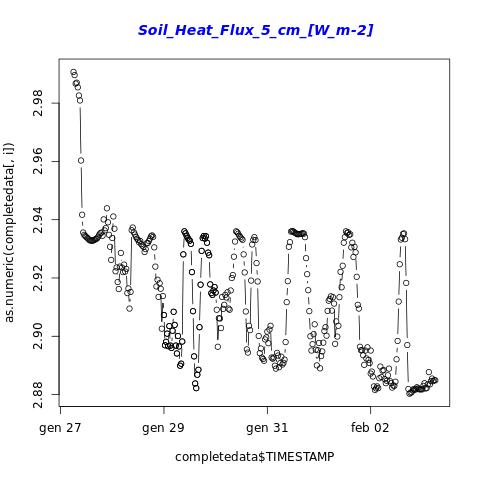 Soil_Heat_Flux_5_cm_[W_m-2]
as.numeric(completedata[, i])
2.98
2.96
2.94
2.92
2.90
2.88
gen 27
gen 29
gen 31
feb 02
completedata$TIMESTAMP